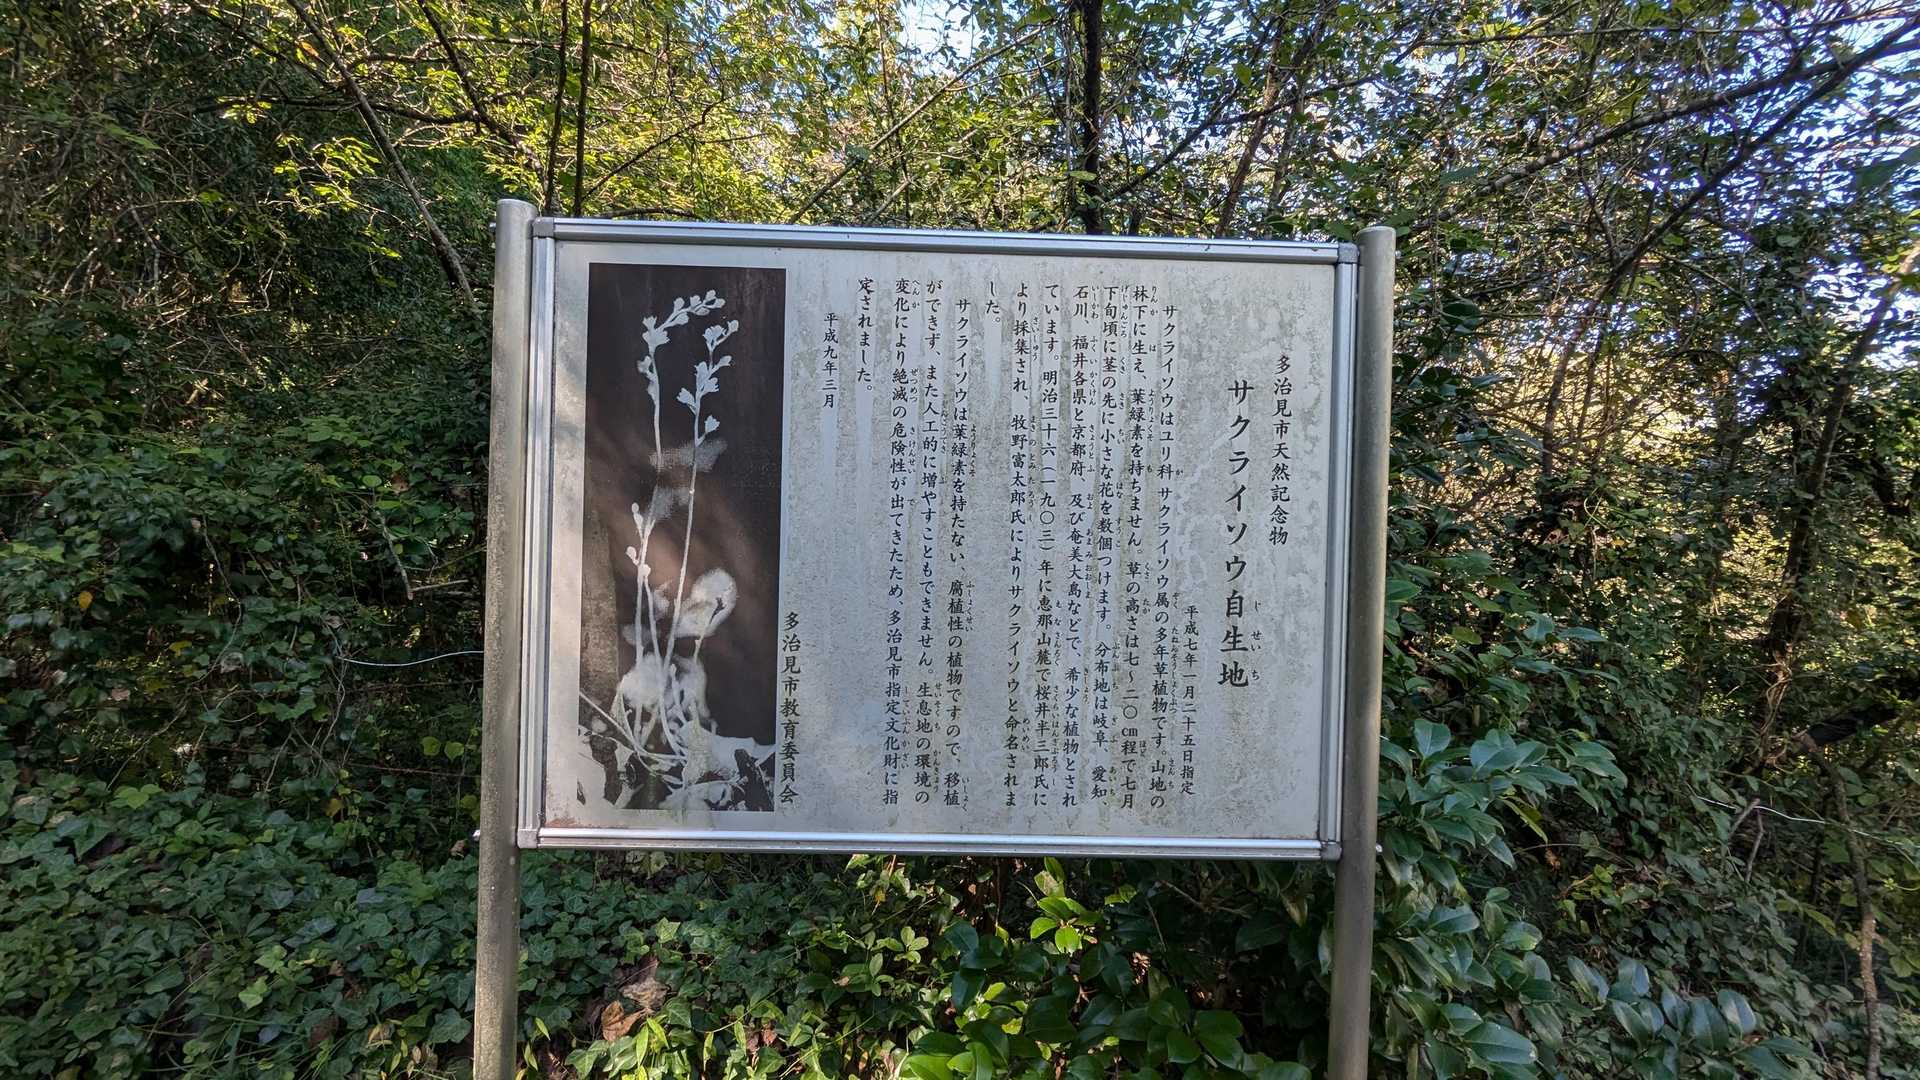 多治見市天然記念物
サクライソウ自生地
平成七年一月二十五日指定
サクライソウはユリ科サクライソウ属の多年草植物です。山地の
林下に生え、葉緑素を持ちません。草の高さは七～二〇㎝程で七月
下旬頃に茎の先に小さな花を数個つけます。分布地は岐阜、愛知、
石川、福井各県と京都府、及び奄美大島などで、希少な植物とされ
ています。明治三十六（一九〇三）年に恵那山麓で桜井半三郎氏に
より採集され、牧野富太郎氏によりサクライソウと命名されま
した。
サクライソウは葉緑素を持たない、腐植性の植物ですので、移植
ができず、また人工的に増やすこともできません。生息地の環境の
変化により絶滅の危険性が出てきたため、多治見市指定文化財に指
定されました。
平成九年三月
多治見市教育委員会